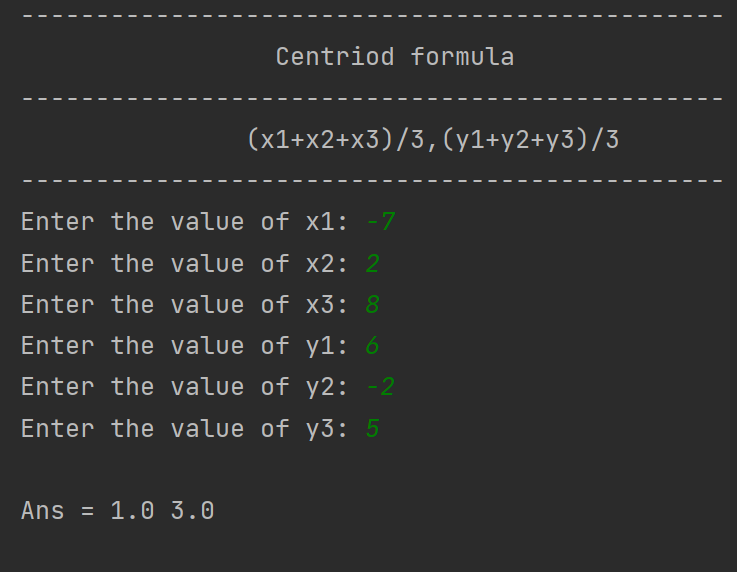 -----------------------------------------------
Centriod formula
-----------------------------------------------
(x1+x2+x3)/3,(y1+y2+y3)/3
-----------------------------------------------
Enter the value of x1: -7
Enter the value of x2: 2
Enter the value of x3: 8
Enter the value of y1: 6
Enter the value of y2: -2
Enter the value of y3: 5
Ans = 1.0 3.0